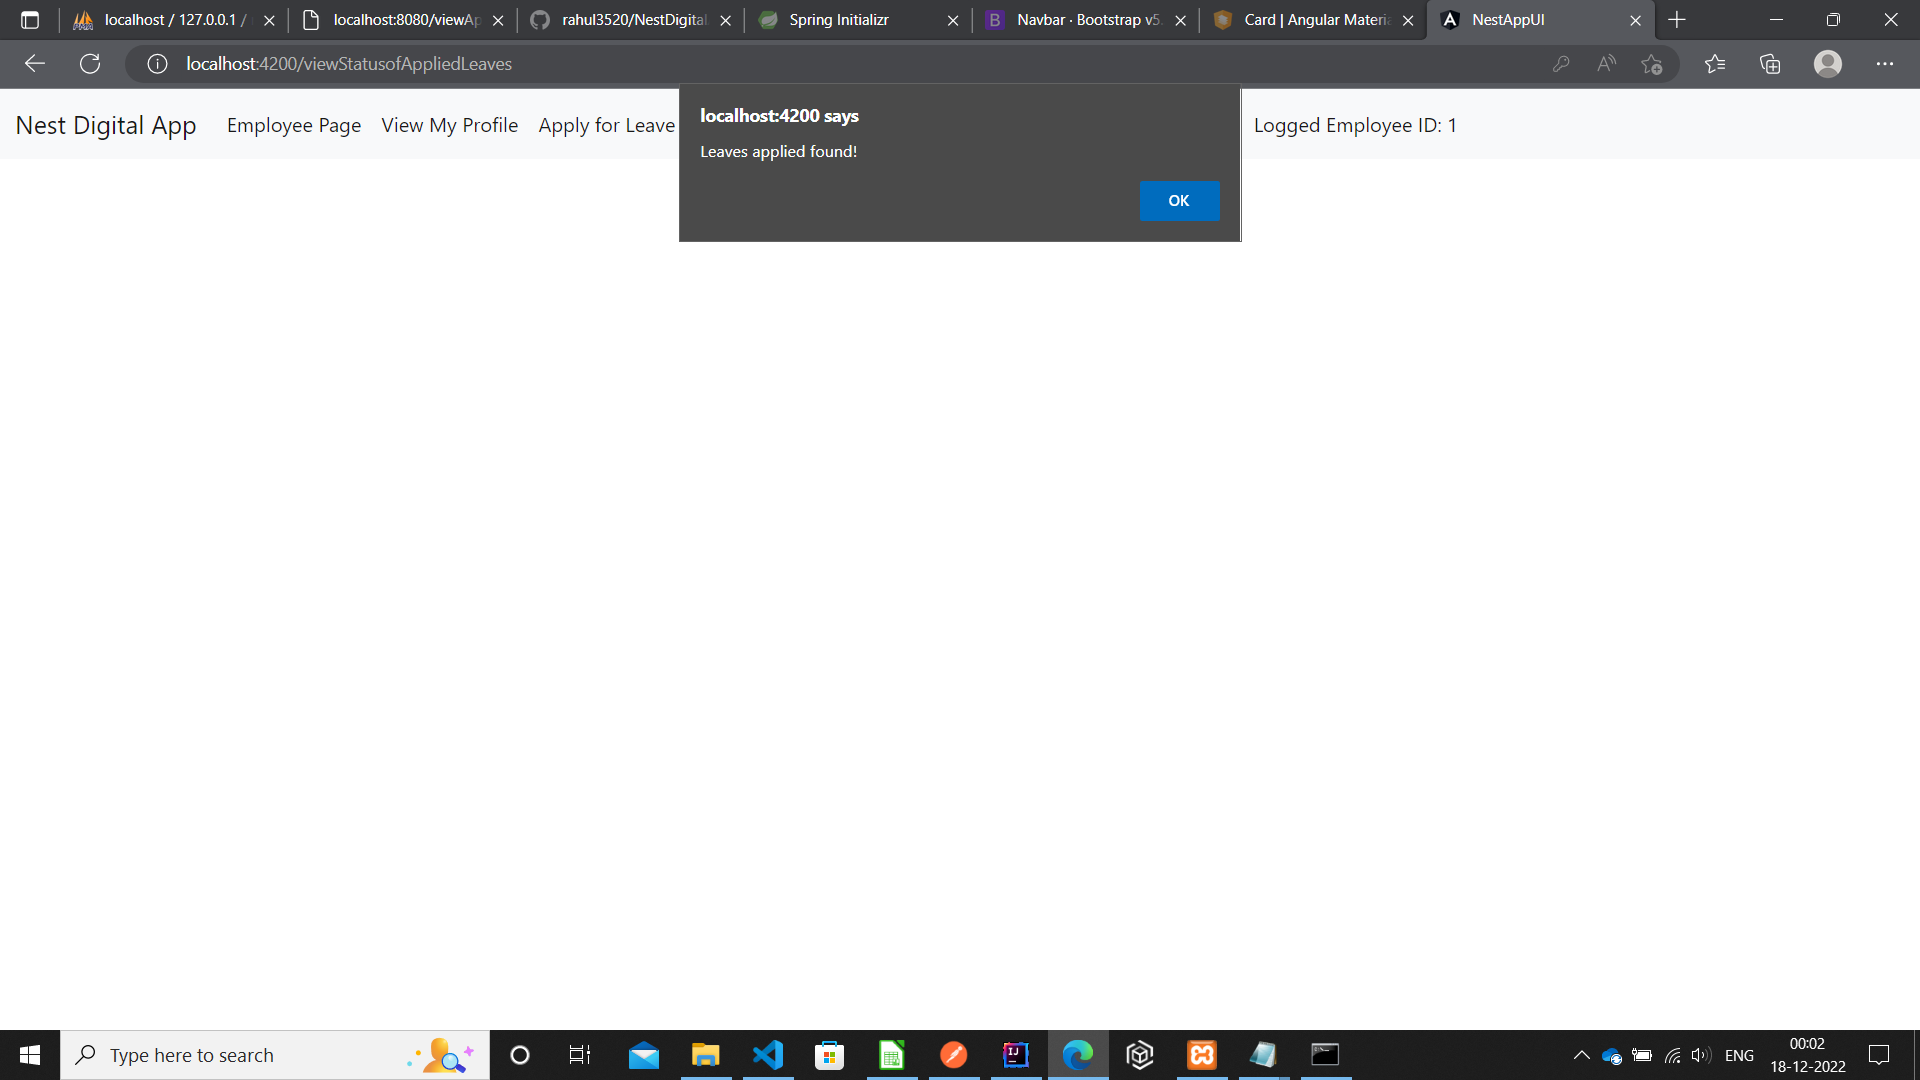 localhost / 127.0.0.1 /
localhost:8080/viewAp
rahul3520/NestDigital
Spring Initializr
Navbar · Bootstrap v5.
Card | Angular Materia
NestAppUI
localhost:4200/viewStatusofAppliedLeaves
Nest Digital App
Employee Page
View My Profile
Apply for Leave
Logged Employee ID: 1
localhost:4200 says
Leaves applied found!
OK
Type here to search
ENG
00:02
18-12-2022